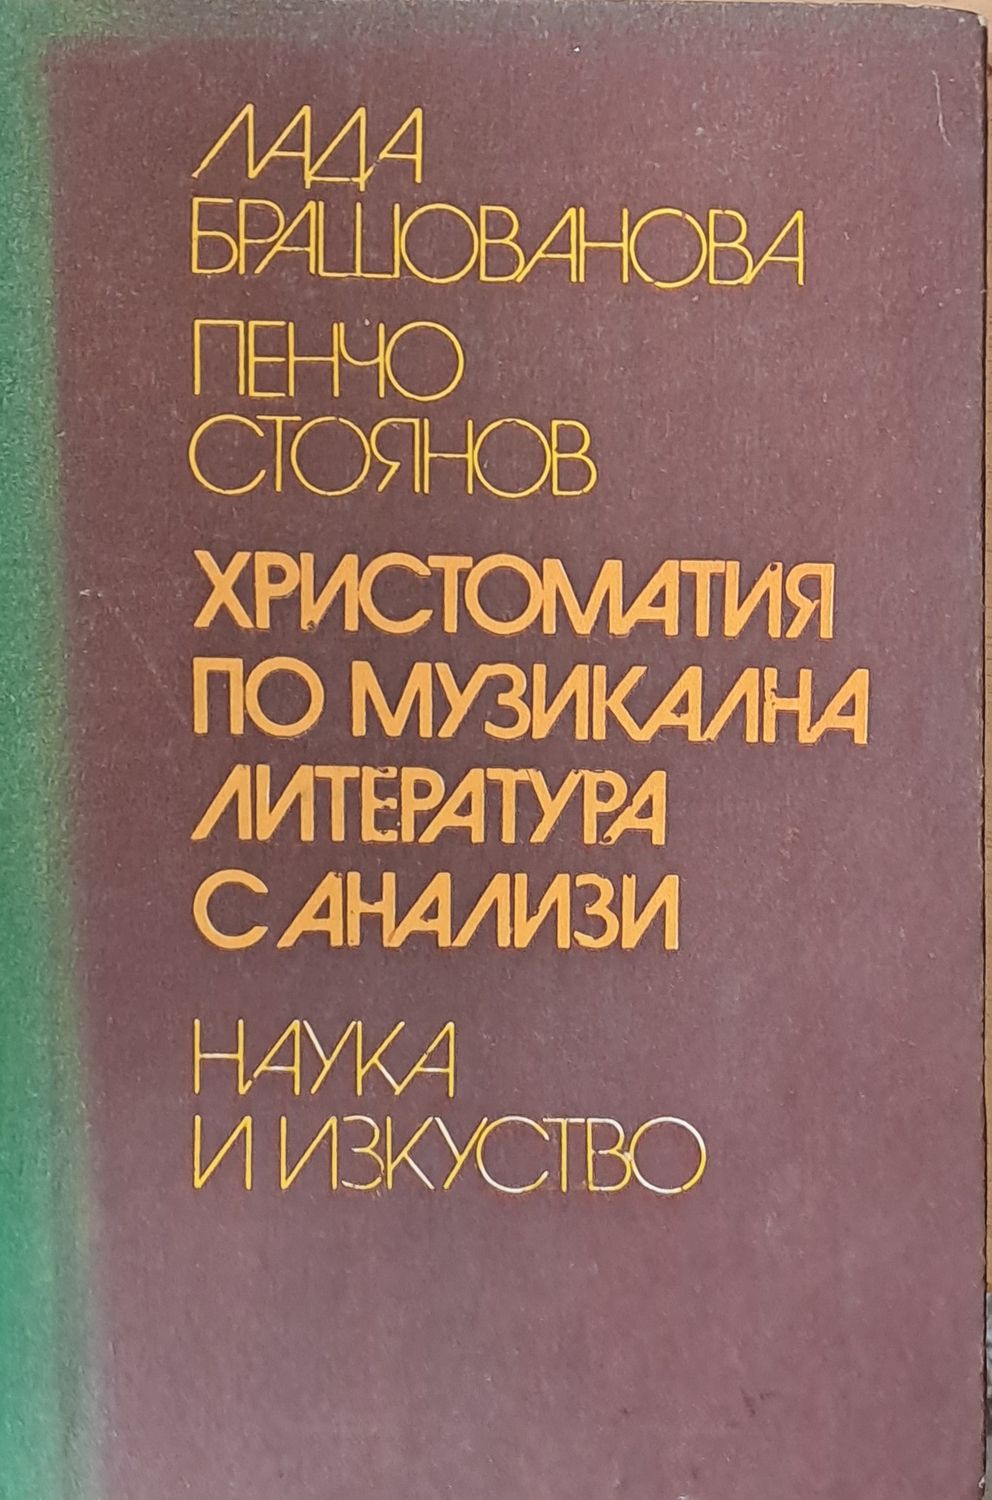 ЛАДА
БРАШОВАНОВА
ПЕНЧО
СТОЯНОВ
ХРИСТОМАТИЯ
ПО МУЗИКАЛНА
ЛИТЕРАТУРА
С АНАЛИЗИ
НАУКА
И ИЗКУСТВО